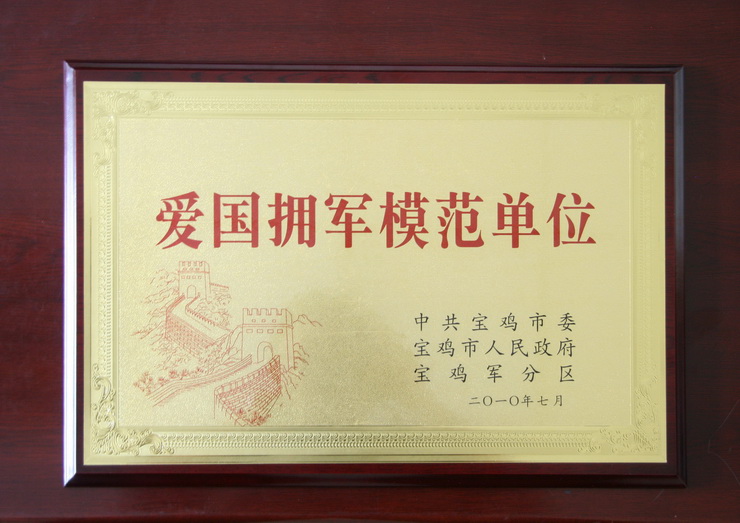 爱国拥军模范单位
中共宝鸡市委
宝鸡市人民政府
宝鸡军分区
二〇一〇年七月